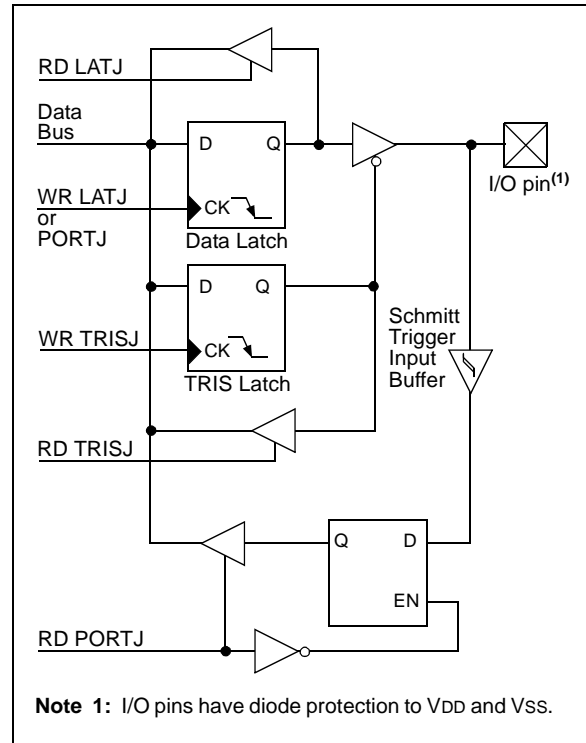 RD LATJ
Data
Bus
D Q
I/O pin(1)
WR LATJ
or
PORTJ
CK
Data Latch
D Q
WR TRISJ
CK
TRIS Latch
Schmitt
Trigger
Input
Buffer
RD TRISJ
Q D
EN
RD PORTJ
Note 1: I/O pins have diode protection to VDD and VSS.